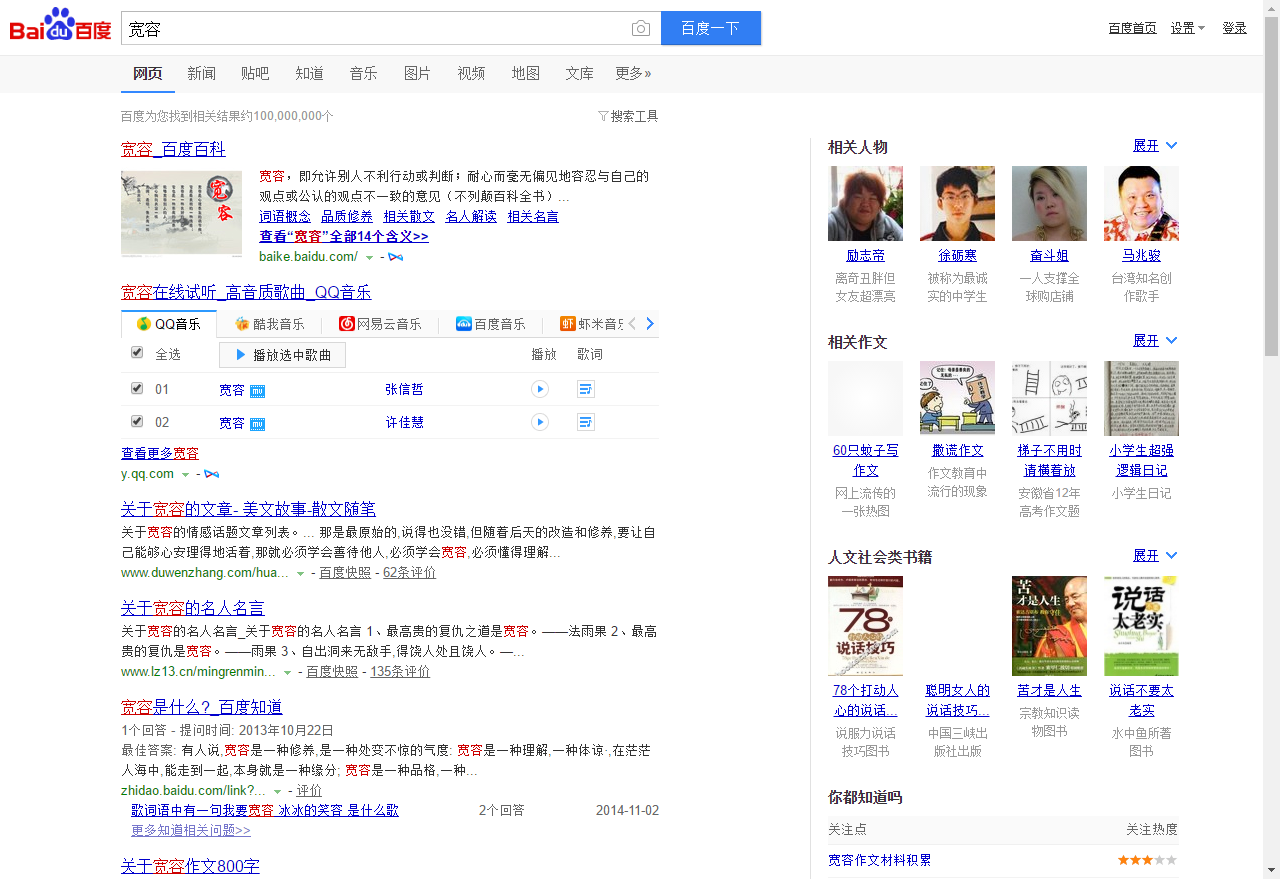 Bai du 百度
宽容
百度一下
百度首页 设置 登录
网页 新闻 贴吧 知道 音乐 图片 视频 地图 文库 更多»
百度为您找到相关结果约100,000,000个
搜索工具
宽容_百度百科
宽容
宽容，即允许别人不利行动或判断；耐心而毫无偏见地容忍与自己的
观点或公认的观点不一致的意见（不列颠百科全书）...
词语概念 品质修养 相关散文 名人解读 相关名言
查看“宽容”全部14个含义>>
baike.baidu.com/ -
宽容在线试听_高音质歌曲_QQ音乐
QQ音乐 酷我音乐 网易云音乐 百度音乐 虾米音乐
全选 播放选中歌曲 播放 歌词
01 宽容 MV 张信哲
02 宽容 MV 许佳慧
查看更多宽容
y.qq.com -
关于宽容的文章- 美文故事-散文随笔
关于宽容的情感话题文章列表。... 那是最原始的,说得也没错,但随着后天的改造和修养,要让自
己能够心安理得地活着,那就必须学会善待他人,必须学会宽容,必须懂得理解...
www.duwenzhang.com/hua... - 百度快照 - 62条评价
关于宽容的名人名言
关于宽容的名人名言_关于宽容的名人名言 1、最高贵的复仇之道是宽容。——法雨果 2、最高
贵的复仇是宽容。——雨果 3、自出洞来无敌手,得饶人处且饶人。—...
www.lz13.cn/mingrenmin... - 百度快照 - 135条评价
宽容是什么?_百度知道
1个回答 - 提问时间: 2013年10月22日
最佳答案: 有人说,宽容是一种修养,是一种处变不惊的气度: 宽容是一种理解,一种体谅·,在茫茫
人海中,能走到一起,本身就是一种缘分; 宽容是一种品格,一种...
zhidao.baidu.com/link?... - 评价
歌词语中有一句我要宽容 冰冰的笑容 是什么歌 2个回答 2014-11-02
更多知道相关问题>>
关于宽容作文800字
相关人物 展开
励志帝 徐砺寒 奋斗姐 马兆骏
离奇丑胖但 被称为最诚 一人支撑全 台湾知名创
女友超漂亮 实的中学生 球购店铺 作歌手
相关作文 展开
60只蚊子写 撒谎作文 梯子不用时 小学生超强
作文 请横着放 逻辑日记
网上流传的 作文教育中 安徽省12年 小学生日记
一张热图 流行的现象 高考作文题
人文社会类书籍 展开
78个
说话技巧
苦
才是人生
说话
太老实
78个打动人 聪明女人的 苦才是人生 说话不要太
心的说话... 说话技巧... 老实
说服力说话 中国三峡出 宗教知识读 水中鱼所著
技巧图书 版社出版 物图书 图书
你都知道吗
关注点 关注热度
宽容作文材料积累